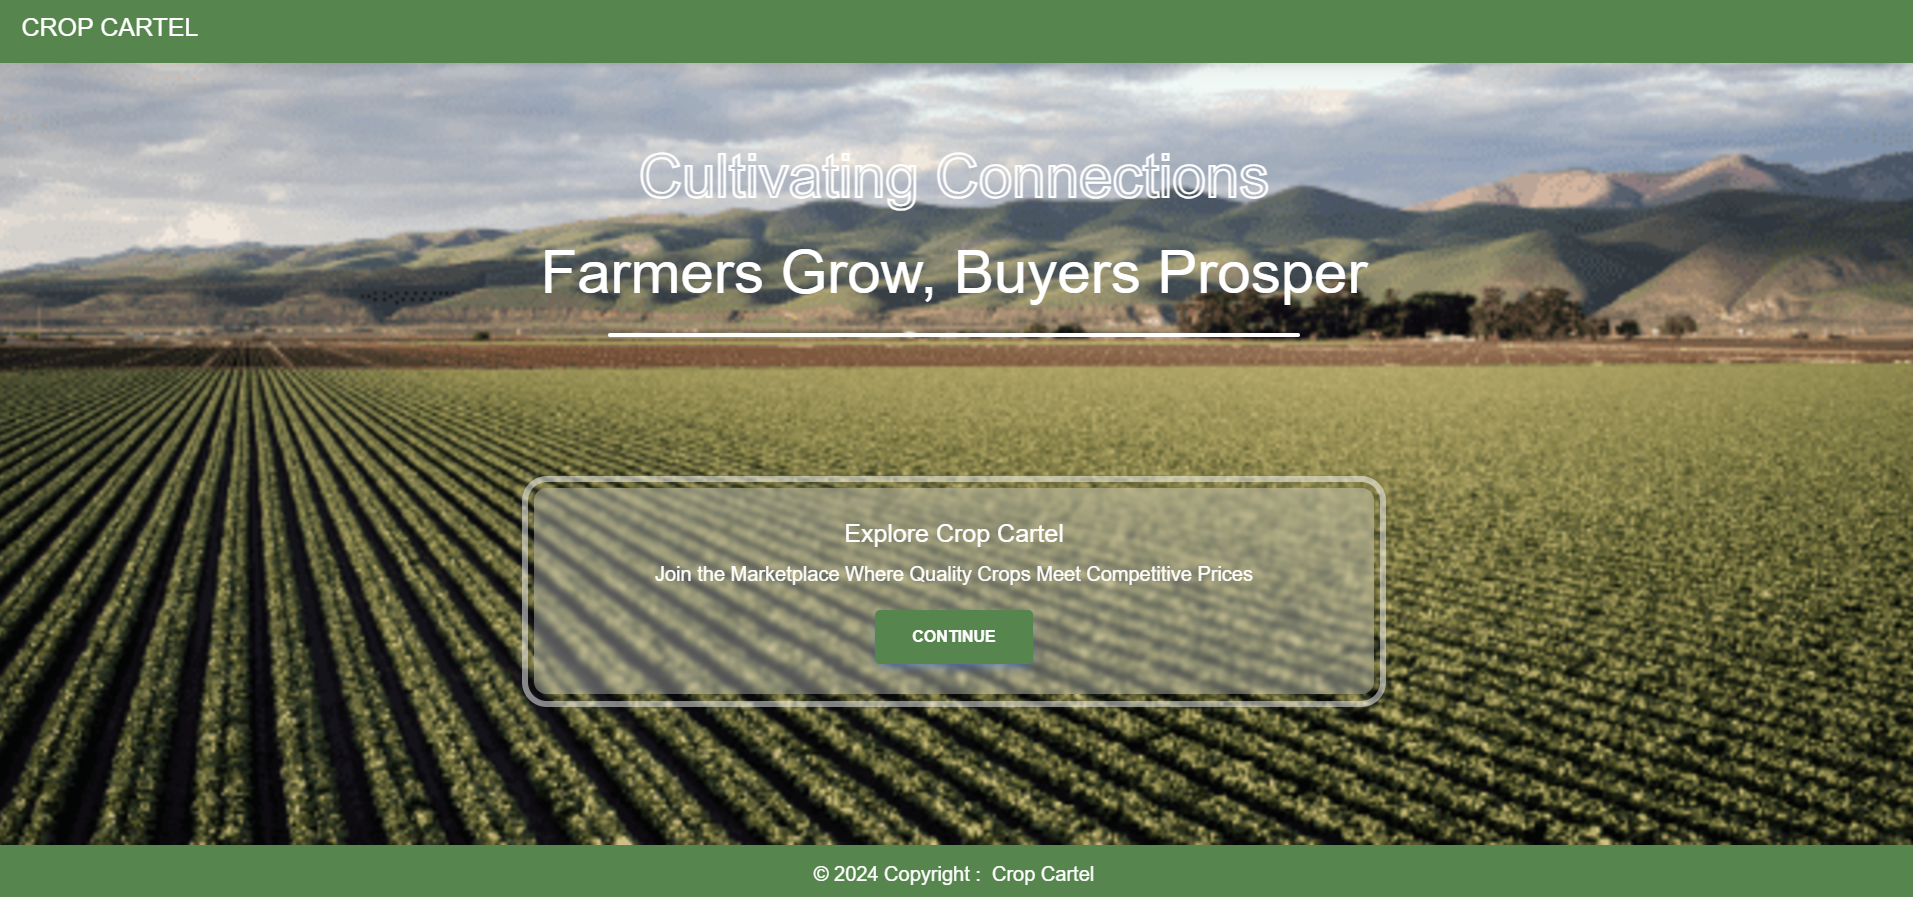 CROP CARTEL
Cultivating Connections
Farmers Grow, Buyers Prosper
Explore Crop Cartel
Join the Marketplace Where Quality Crops Meet Competitive Prices
CONTINUE
© 2024 Copyright : Crop Cartel